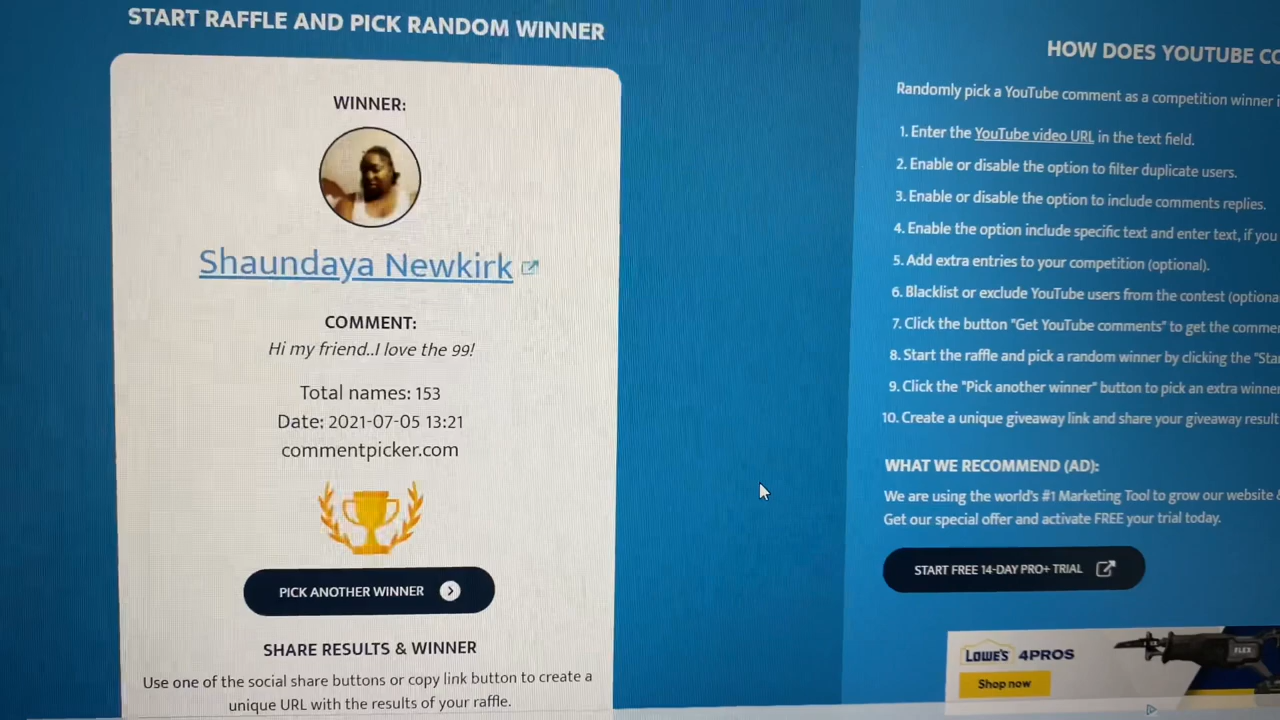 START RAFFLE AND PICK RANDOM WINNER
WINNER:
Shaundaya Newkirk
COMMENT:
Hi my friend..I love the 99!
Total names: 153
Date: 2021-07-05 13:21
commentpicker.com
PICK ANOTHER WINNER
SHARE RESULTS & WINNER
Use one of the social share buttons or copy link button to create a
unique URL with the results of your raffle.
HOW DOES YOUTUBE CO
Randomly pick a YouTube comment as a competition winner i
1. Enter the YouTube video URL in the text field.
2. Enable or disable the option to filter duplicate users.
3. Enable or disable the option to include comments replies.
4. Enable the option include specific text and enter text, if you
5. Add extra entries to your competition (optional).
6. Blacklist or exclude YouTube users from the contest (optiona
7. Click the button "Get YouTube comments" to get the comme
8. Start the raffle and pick a random winner by clicking the "Sta
9. Click the "Pick another winner" button to pick an extra winne
10. Create a unique giveaway link and share your giveaway result
WHAT WE RECOMMEND (AD):
We are using the world's #1 Marketing Tool to grow our website &
Get our special offer and activate FREE your trial today.
START FREE 14-DAY PRO+ TRIAL
LOWE'S 4PROS
Shop now
FLEX